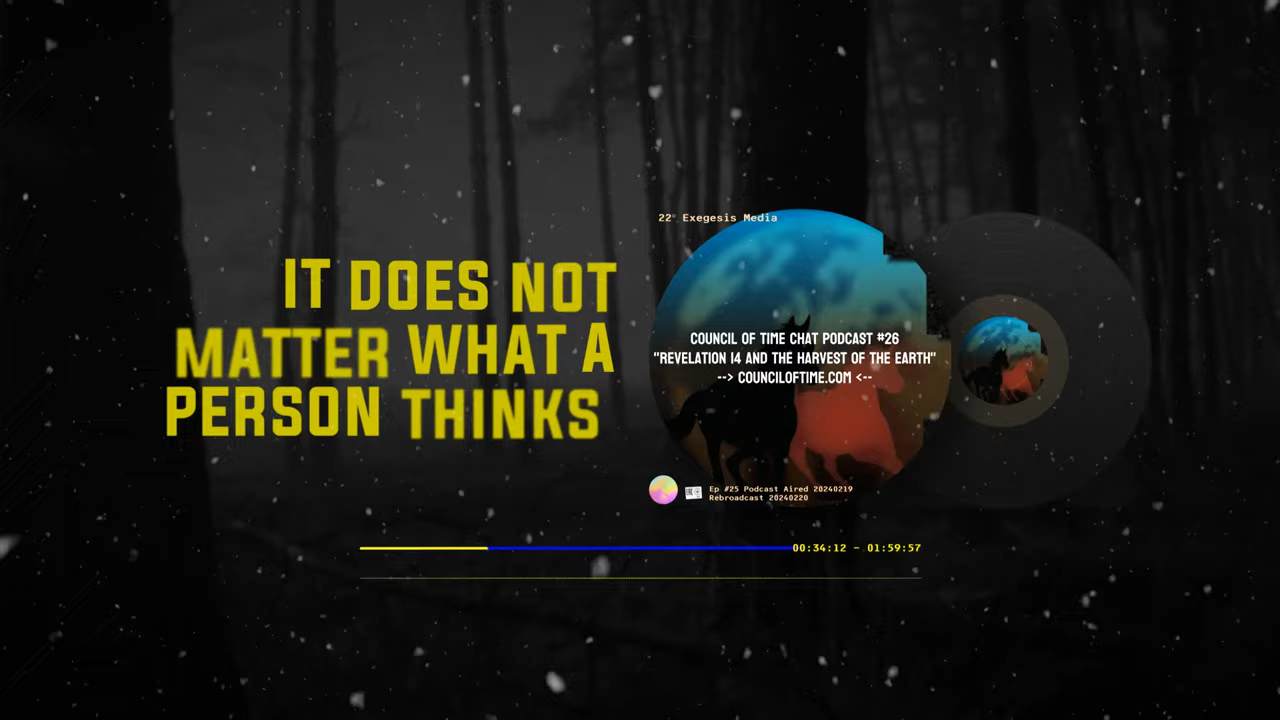 22° Exegesis Media
IT DOES NOT
MATTER WHAT A
PERSON THINKS
COUNCIL OF TIME CHAT PODCAST #26
"REVELATION 14 AND THE HARVEST OF THE EARTH"
--> COUNCILOFTIME.COM <--
Ep #25 Podcast Aired 20240219
Rebroadcast 20240220
00:34:12 - 01:59:57